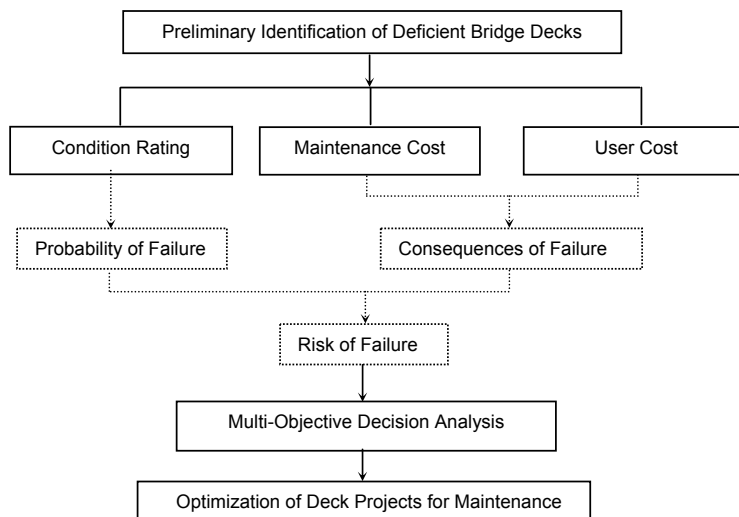 Preliminary Identification of Deficient Bridge Decks
Condition Rating
Maintenance Cost
User Cost
Probability of Failure
Consequences of Failure
Risk of Failure
Multi-Objective Decision Analysis
Optimization of Deck Projects for Maintenance